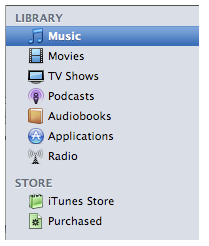 LIBRARY
Music
Movies
TV Shows
Podcasts
Audiobooks
Applications
Radio
STORE
iTunes Store
Purchased